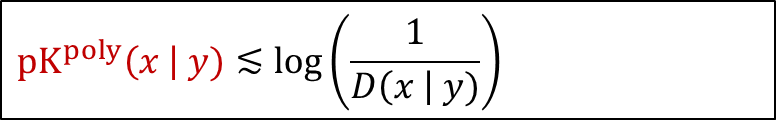 pK^poly(x | y) ≲ log(1/D(x | y))